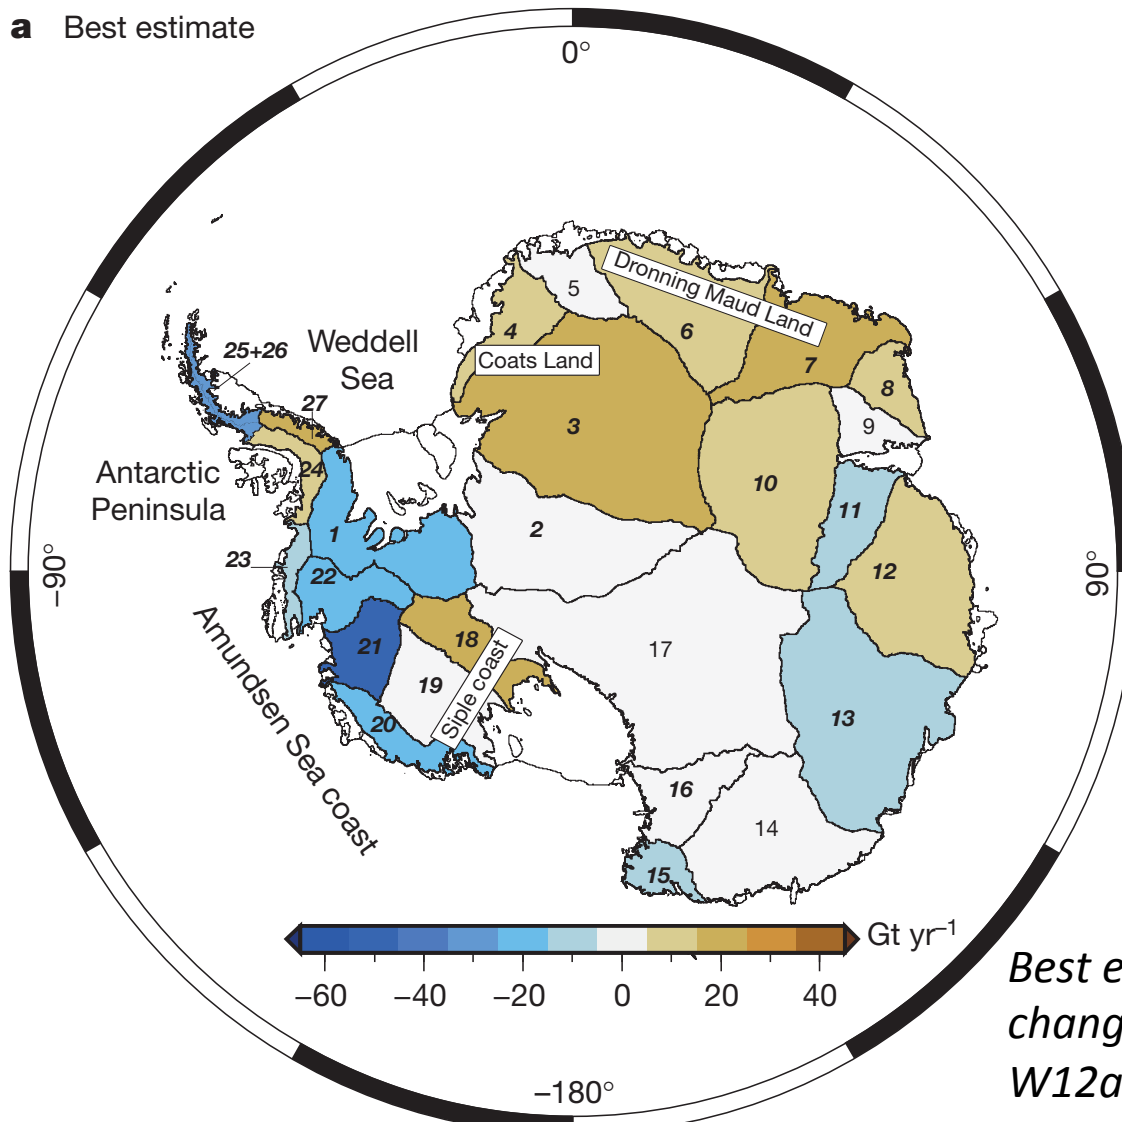 a Best estimate
0°
5
Dronning Maud Land
4
6
Weddell
Sea
25+26
Coats Land
7
8
27
9
3
Antarctic
Peninsula
24
10
11
2
1
23
22
12
–90°
90°
Amundsen Sea coast
18
21
17
19
Siple coast
20
13
16
14
15
Gt yr–1
–60 –40 –20 0 20 40
Best e
chang
W12a
–180°